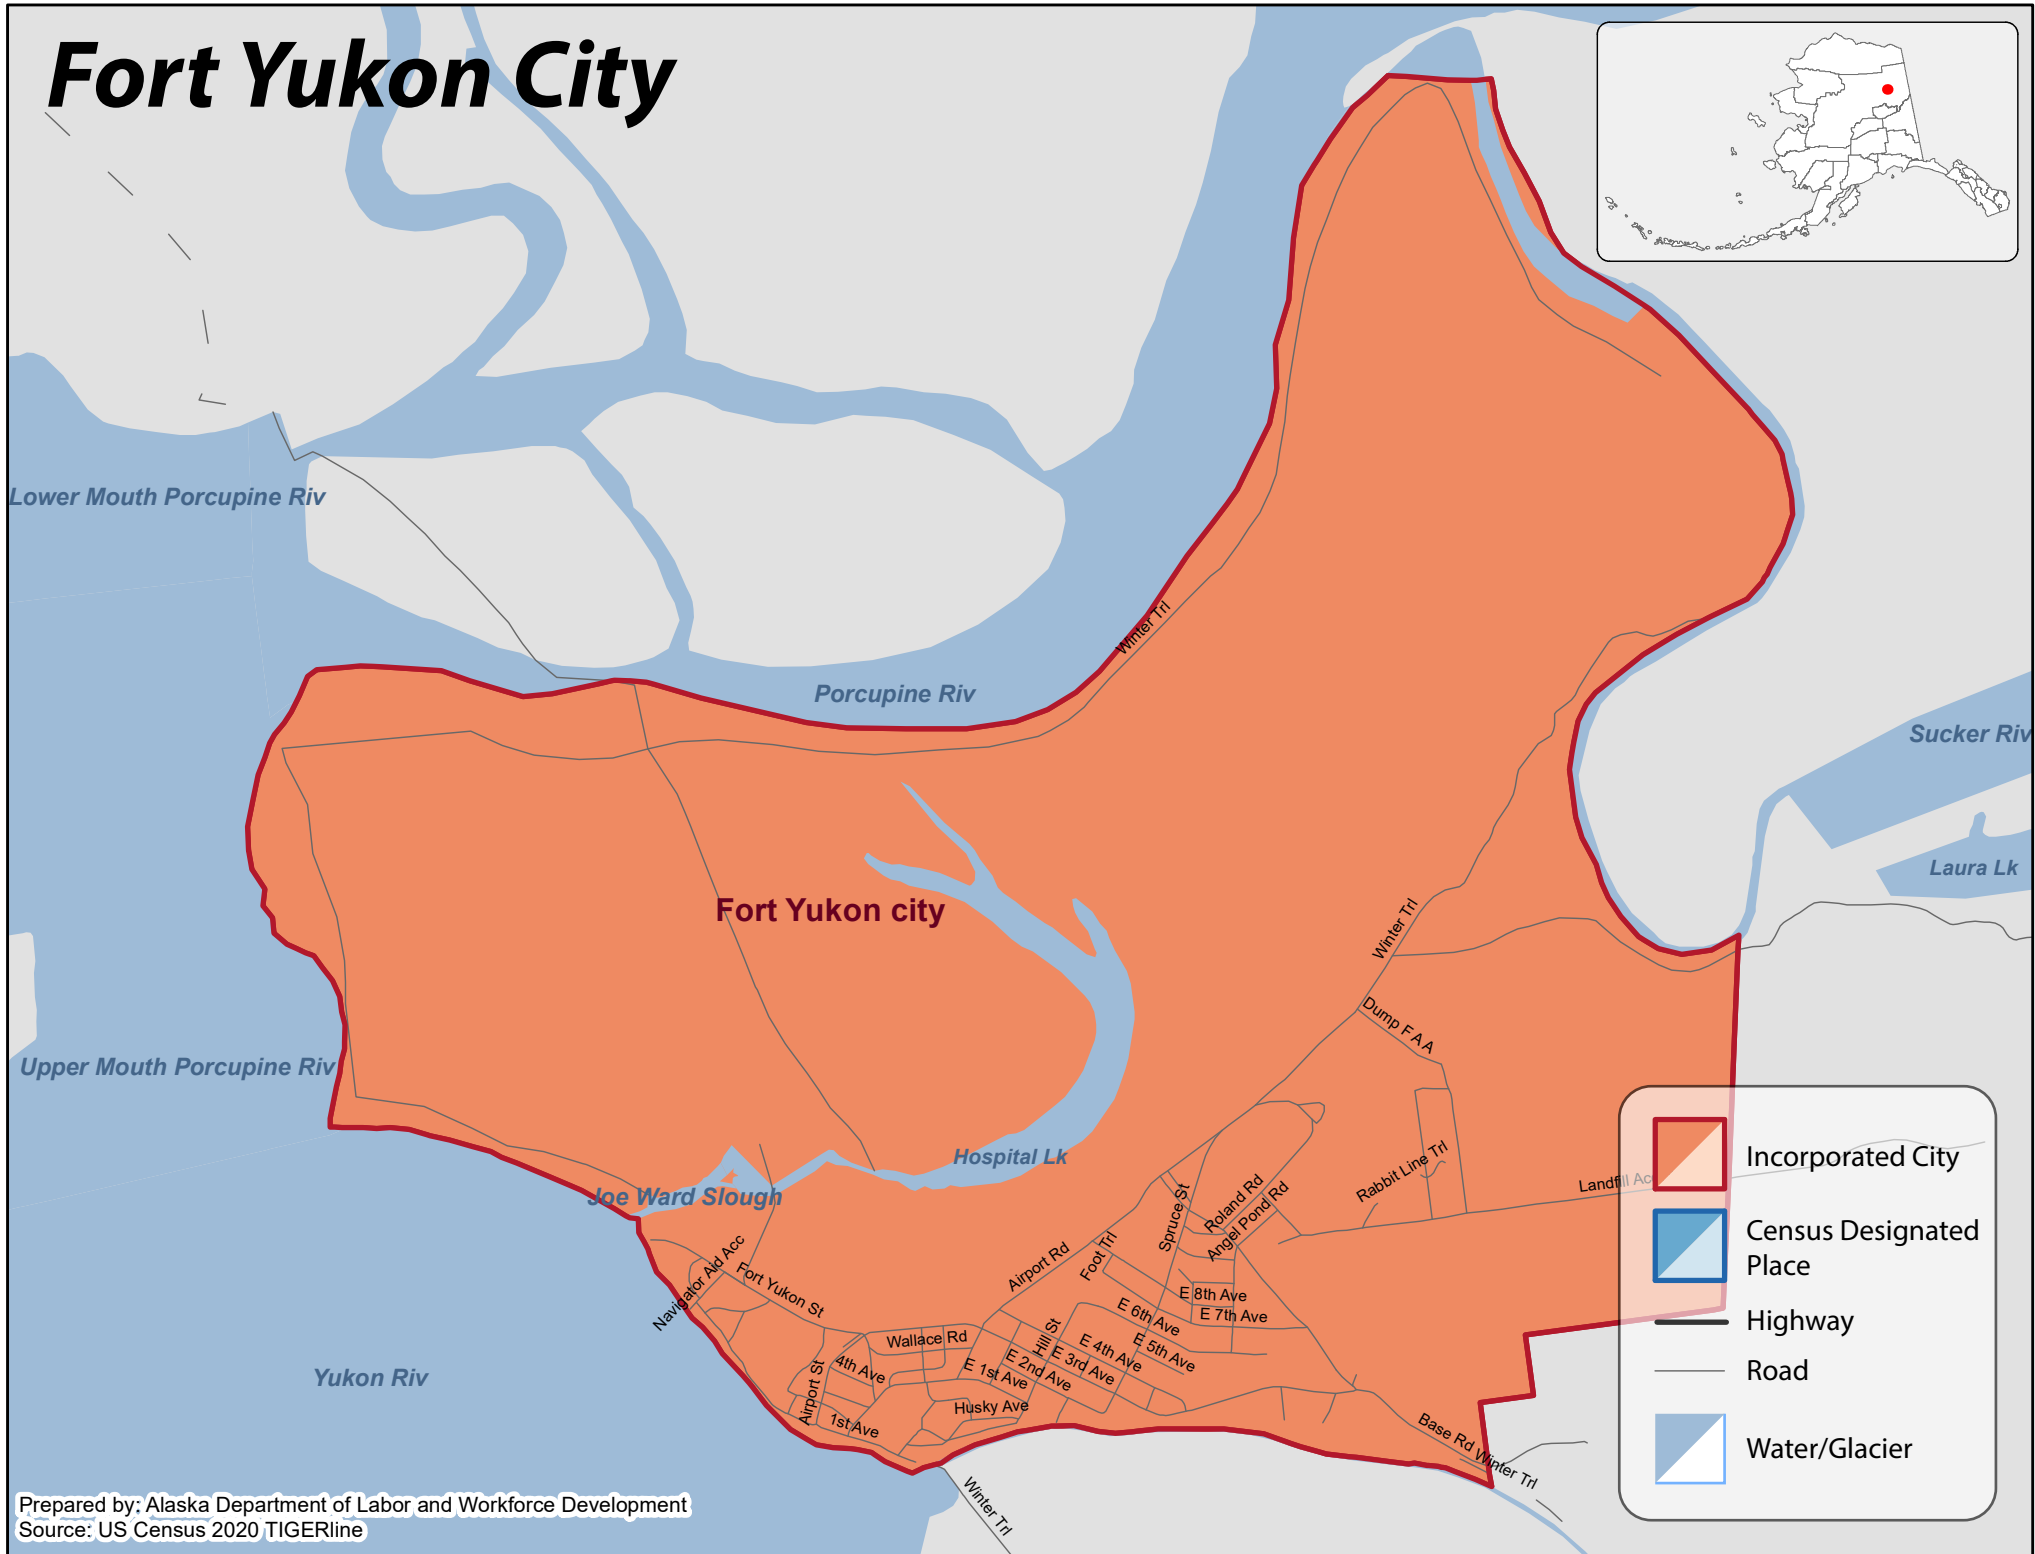 Fort Yukon City
Lower Mouth Porcupine Riv
Winter Trl
Porcupine Riv
Sucker Riv
Laura Lk
Fort Yukon city
Winter Trl
Dump F A A
Upper Mouth Porcupine Riv
Hospital Lk
Joe Ward Slough
Rabbit Line Trl
Landfill Acc
Roland Rd
Angel Pond Rd
Spruce St
Foot Trl
Airport Rd
Navigator Aid Acc
Fort Yukon St
E 8th Ave
E 7th Ave
E 6th Ave
E 5th Ave
E 4th Ave
E 3rd Ave
E 2nd Ave
E 1st Ave
Hill St
Wallace Rd
4th Ave
Airport St
Husky Ave
1st Ave
Yukon Riv
Base Rd Winter Trl
Winter Trl
Incorporated City
Census Designated
Place
Highway
Road
Water/Glacier
Prepared by: Alaska Department of Labor and Workforce Development
Source: US Census 2020 TIGERline